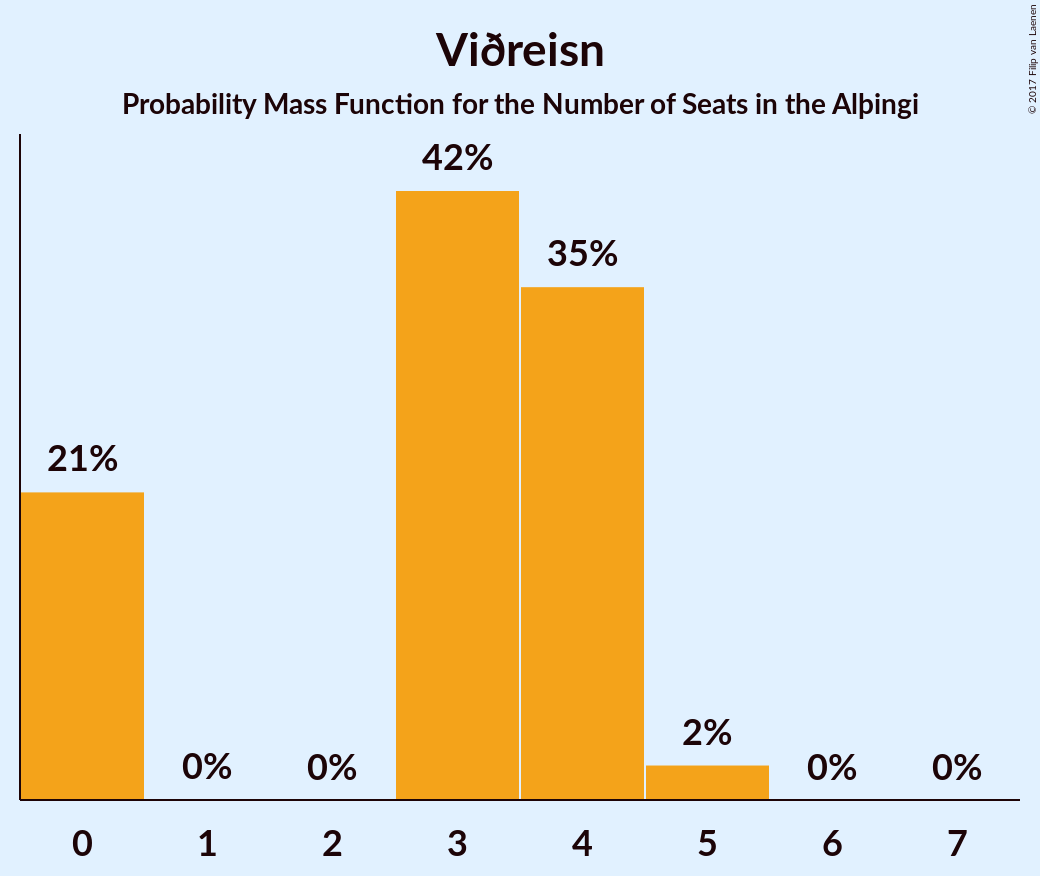 Viðreisn
Probability Mass Function for the Number of Seats in the Alþingi
© 2017 Filip van Laenen
42%
35%
21%
2%
0%
0%
0%
0%
0 1 2 3 4 5 6 7